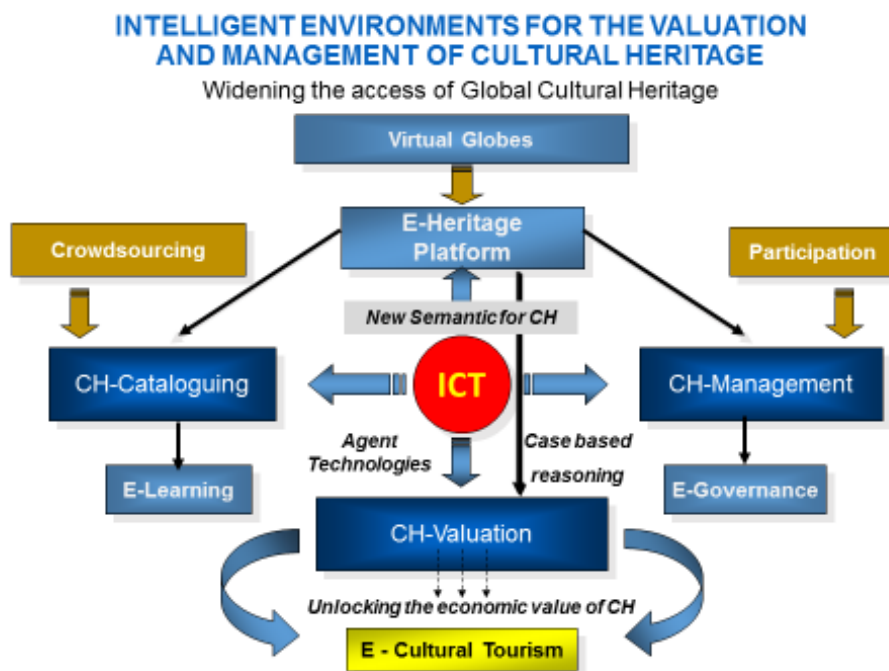 INTELLIGENT ENVIRONMENTS FOR THE VALUATION
AND MANAGEMENT OF CULTURAL HERITAGE
Widening the access of Global Cultural Heritage
Virtual Globes
E-Heritage
Platform
Crowdsourcing
Participation
New Semantic for CH
CH-Cataloguing
ICT
CH-Management
Agent
Technologies
Case based
reasoning
E-Learning
E-Governance
CH-Valuation
Unlocking the economic value of CH
E - Cultural Tourism